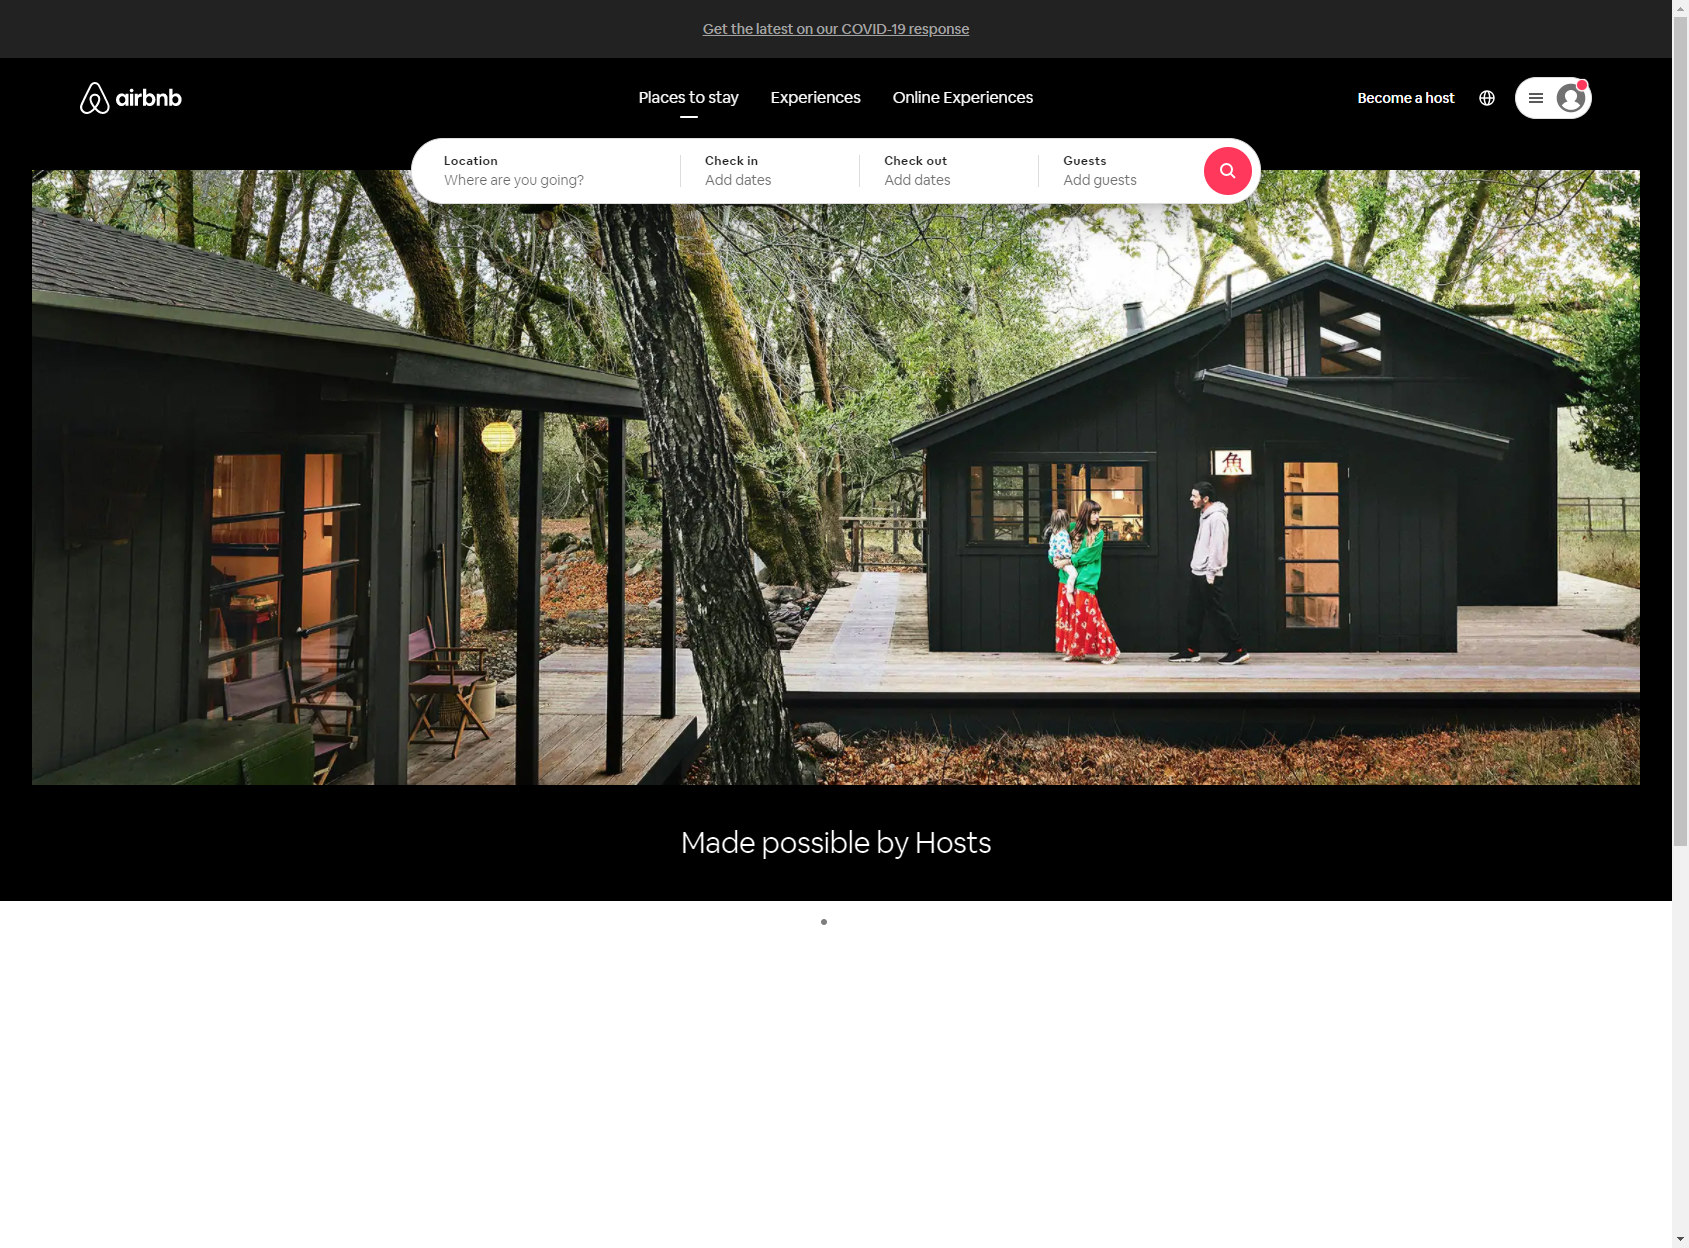 Get the latest on our COVID-19 response
airbnb
Places to stay
Experiences
Online Experiences
Become a host
Location
Where are you going?
Check in
Add dates
Check out
Add dates
Guests
Add guests
魚
Made possible by Hosts